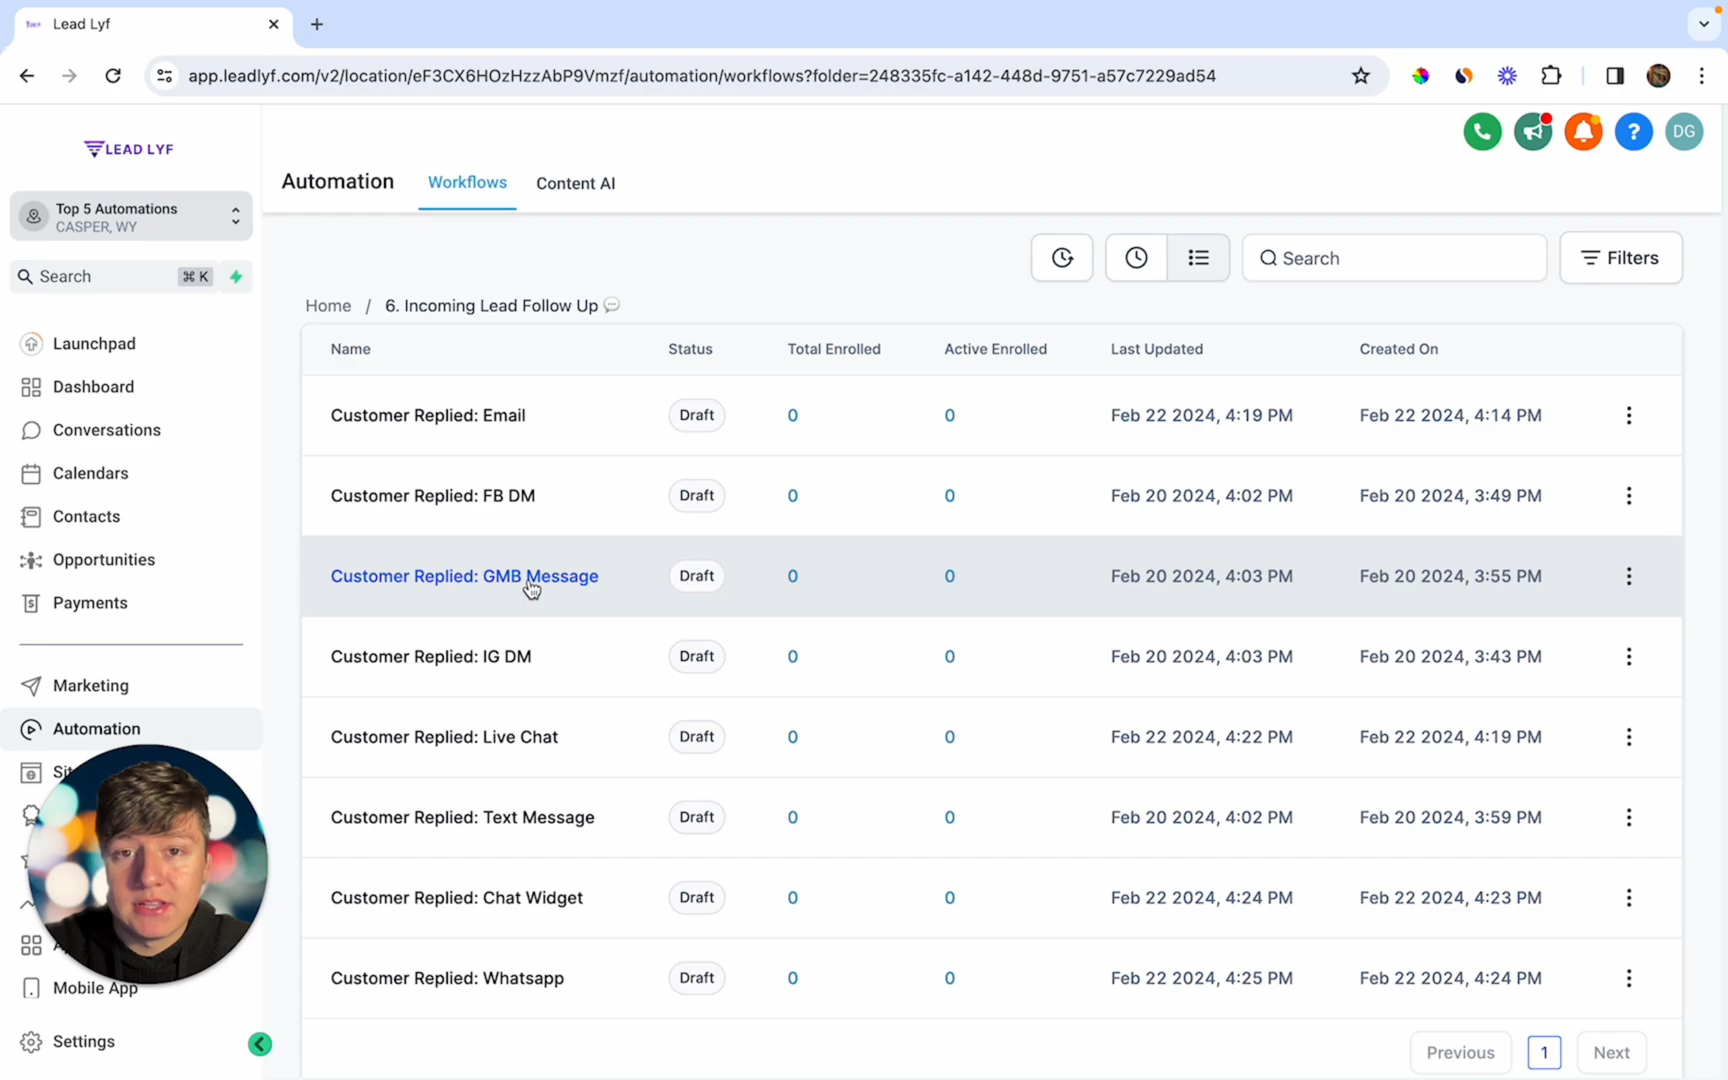 Lead Lyf
app.leadlyf.com/v2/location/eF3CX6HOzHzzAbP9Vmzf/automation/workflows?folder=248335fc-a142-448d-9751-a57c7229ad54
LEAD LYF
DG
Automation
Workflows
Content AI
Top 5 Automations
CASPER, WY
Search
⌘ K
Search
Filters
Home / 6. Incoming Lead Follow Up 💬
Launchpad
Dashboard
Conversations
Calendars
Contacts
Opportunities
Payments
Marketing
Automation
Mobile App
Settings
Name Status Total Enrolled Active Enrolled Last Updated Created On
Customer Replied: Email Draft 0 0 Feb 22 2024, 4:19 PM Feb 22 2024, 4:14 PM
Customer Replied: FB DM Draft 0 0 Feb 20 2024, 4:02 PM Feb 20 2024, 3:49 PM
Customer Replied: GMB Message Draft 0 0 Feb 20 2024, 4:03 PM Feb 20 2024, 3:55 PM
Customer Replied: IG DM Draft 0 0 Feb 20 2024, 4:03 PM Feb 20 2024, 3:43 PM
Customer Replied: Live Chat Draft 0 0 Feb 22 2024, 4:22 PM Feb 22 2024, 4:19 PM
Customer Replied: Text Message Draft 0 0 Feb 20 2024, 4:02 PM Feb 20 2024, 3:59 PM
Customer Replied: Chat Widget Draft 0 0 Feb 22 2024, 4:24 PM Feb 22 2024, 4:23 PM
Customer Replied: Whatsapp Draft 0 0 Feb 22 2024, 4:25 PM Feb 22 2024, 4:24 PM
Previous 1 Next